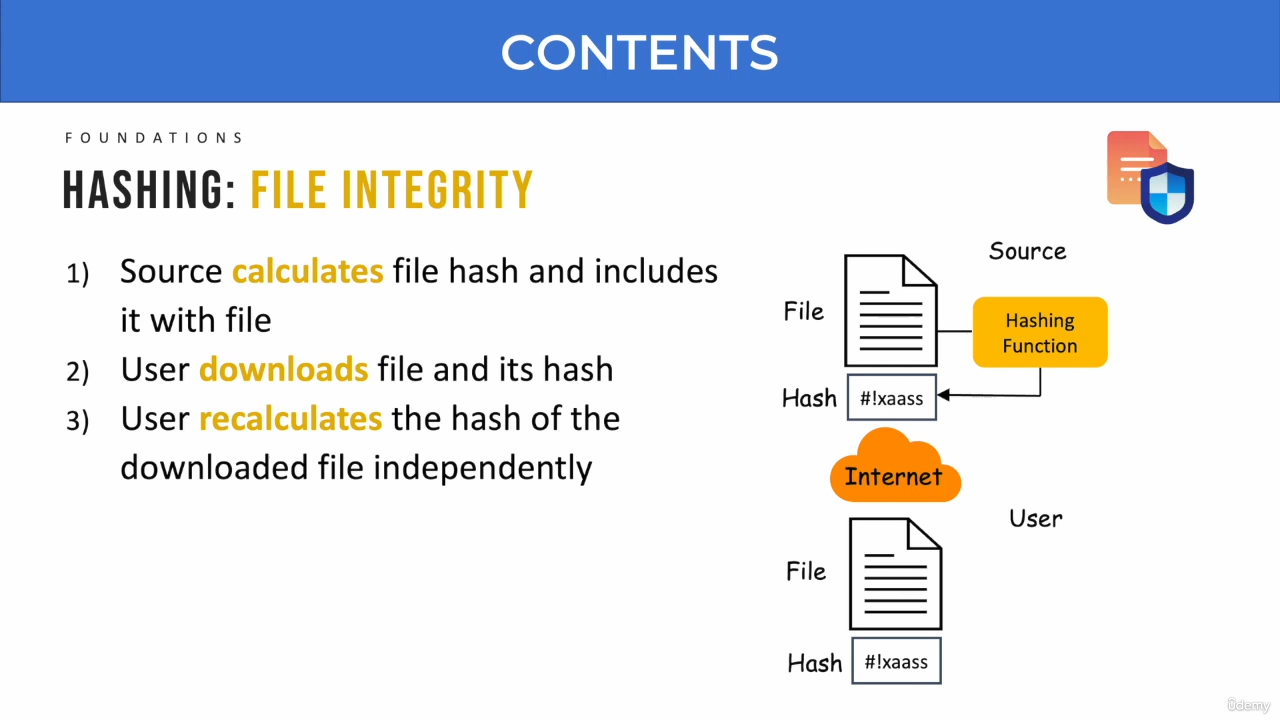 CONTENTS
FOUNDATIONS
HASHING: FILE INTEGRITY
1) Source calculates file hash and includes
it with file
2) User downloads file and its hash
3) User recalculates the hash of the
downloaded file independently
Source
File
Hashing
Function
Hash
#!xaass
Internet
User
File
Hash
#!xaass
ûdemy